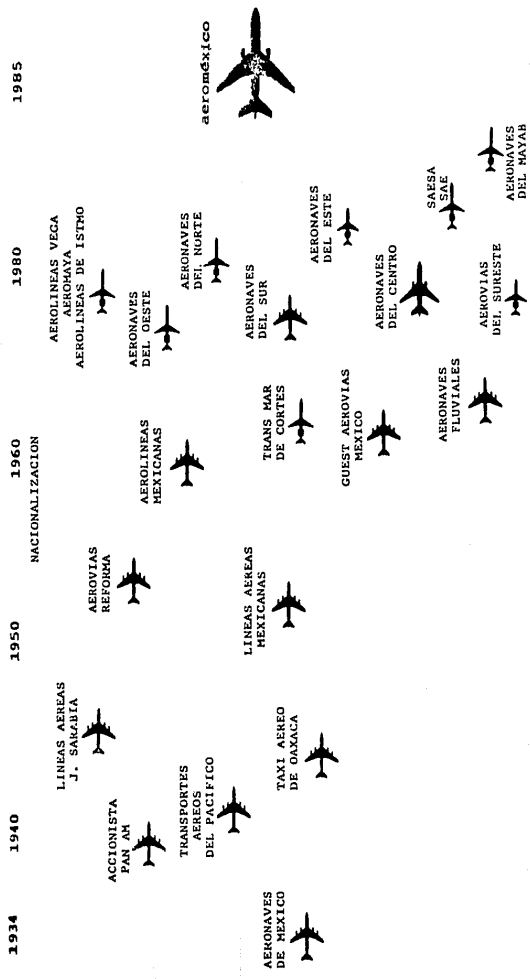 1934
1940
1950
1960
1980
1985
NACIONALIZACION
AERONAVES
DE MEXICO
ACCIONISTA
PAN AM
TRANSPORTES
AEREOS
DEL PACIFICO
LINEAS AEREAS
J. SARABIA
TAXI AEREO
DE OAXACA
AEROVIAS
REFORMA
LINEAS AEREAS
MEXICANAS
AEROLINEAS
MEXICANAS
TRANS MAR
DE CORTES
GUEST AEROVIAS
MEXICO
AERONAVES
FLUVIALES
AEROLINEAS VEGA
AEROMAYA
AEROLINEAS DE ISTMO
AERONAVES
DEL OESTE
AERONAVES
DEL NORTE
AERONAVES
DEL SUR
AERONAVES
DEL ESTE
AERONAVES
DEL CENTRO
AEROVIAS
DEL SURESTE
SAESA
SAE
AERONAVES
DEL MAYAB
aeroméxico